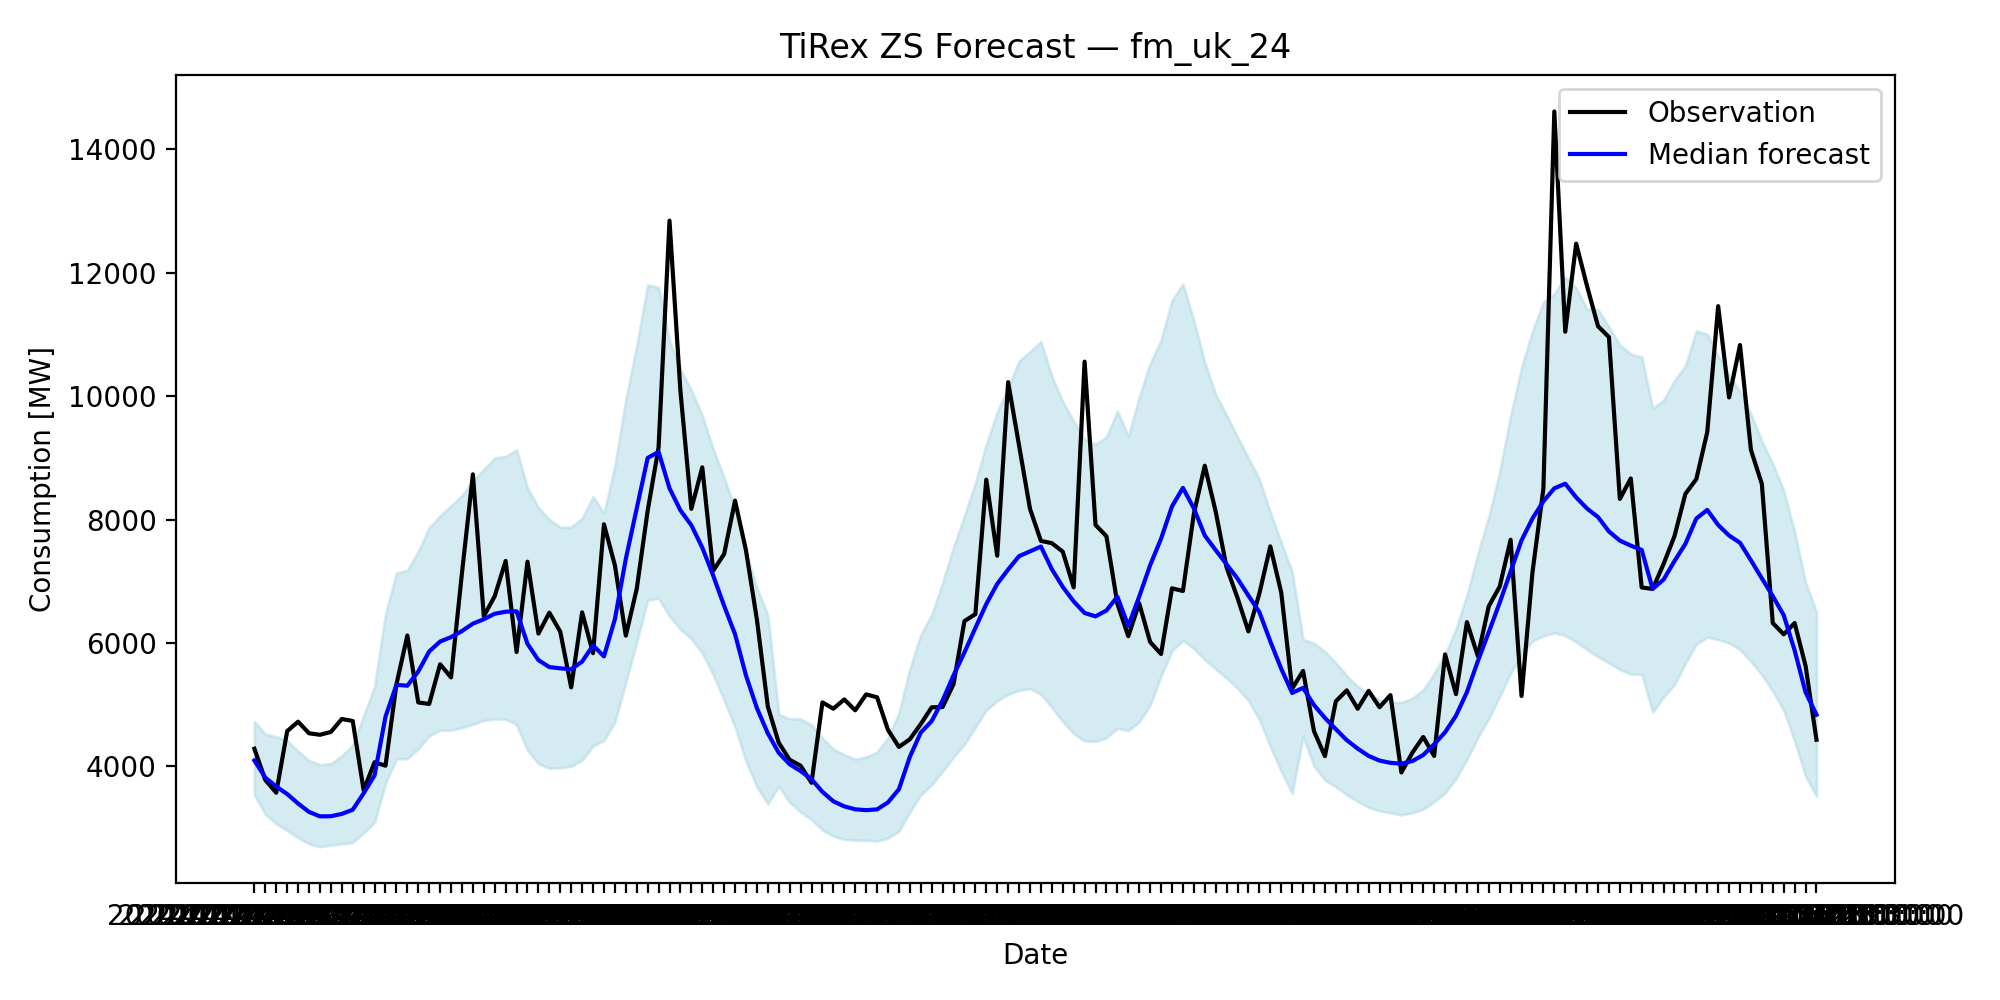 TiRex ZS Forecast — fm_uk_24
Observation
Median forecast
14000
12000
10000
8000
6000
4000
Consumption [MW]
Date